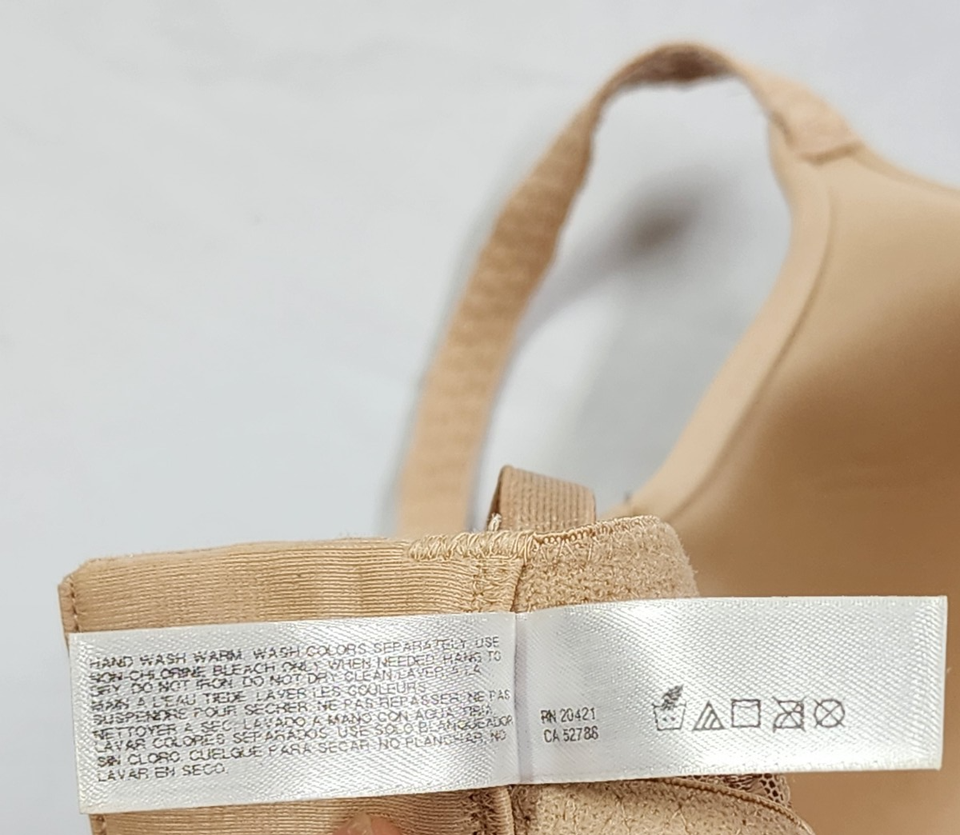 HAND WASH WARM. WASH COLORS SEPARATELY. USE
NON-CHLORINE BLEACH ONLY WHEN NEEDED. HANG TO
DRY. DO NOT IRON. DO NOT DRY CLEAN. LAVER A LA
MAIN A L'EAU TIEDE. LAVER LES COULEURS
SUSPENDRE POUR SECHER. NE PAS REPASSER. NE PAS
NETTOYER A SEC. LAVADO A MANO CON AGUA TIBIA.
LAVAR COLORES SEPARADOS. USE SOLO BLANQUEADOR
SIN CLORO. CUELGUE PARA SECAR. NO PLANCHAR. NO
LAVAR EN SECO.
RN 20421
CA 52786